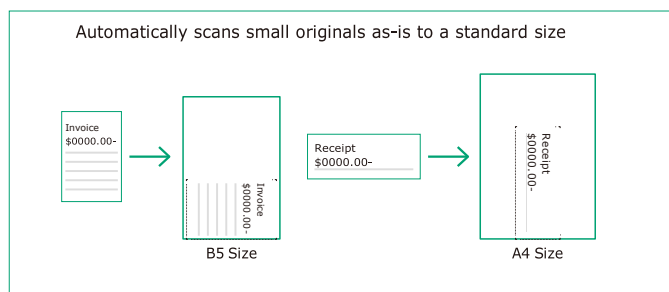 Automatically scans small originals as-is to a standard size
Invoice
$0000.00-
Invoice
$0000.00-
B5 Size
Receipt
$0000.00-
Receipt
$0000.00-
A4 Size